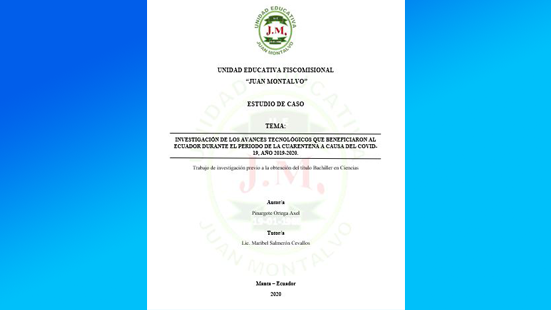 UNIDAD EDUCATIVA
J.M.
JUAN MONTALVO
UNIDAD EDUCATIVA FISCOMISIONAL
“JUAN MONTALVO”
ESTUDIO DE CASO
TEMA:
INVESTIGACIÓN DE LOS AVANCES TECNOLÓGICOS QUE BENEFICIARON AL
ECUADOR DURANTE EL PERIODO DE LA CUARENTENA A CAUSA DEL COVID-
19, AÑO 2019-2020.
Trabajo de investigación previo a la obtención del título Bachiller en Ciencias
J.M.
Autor/a
Pinargote Ortega Axel
Tutor/a
Lic. Maribel Salmerón Cevallos
JUAN MONTALVO
Manta – Ecuador
2020